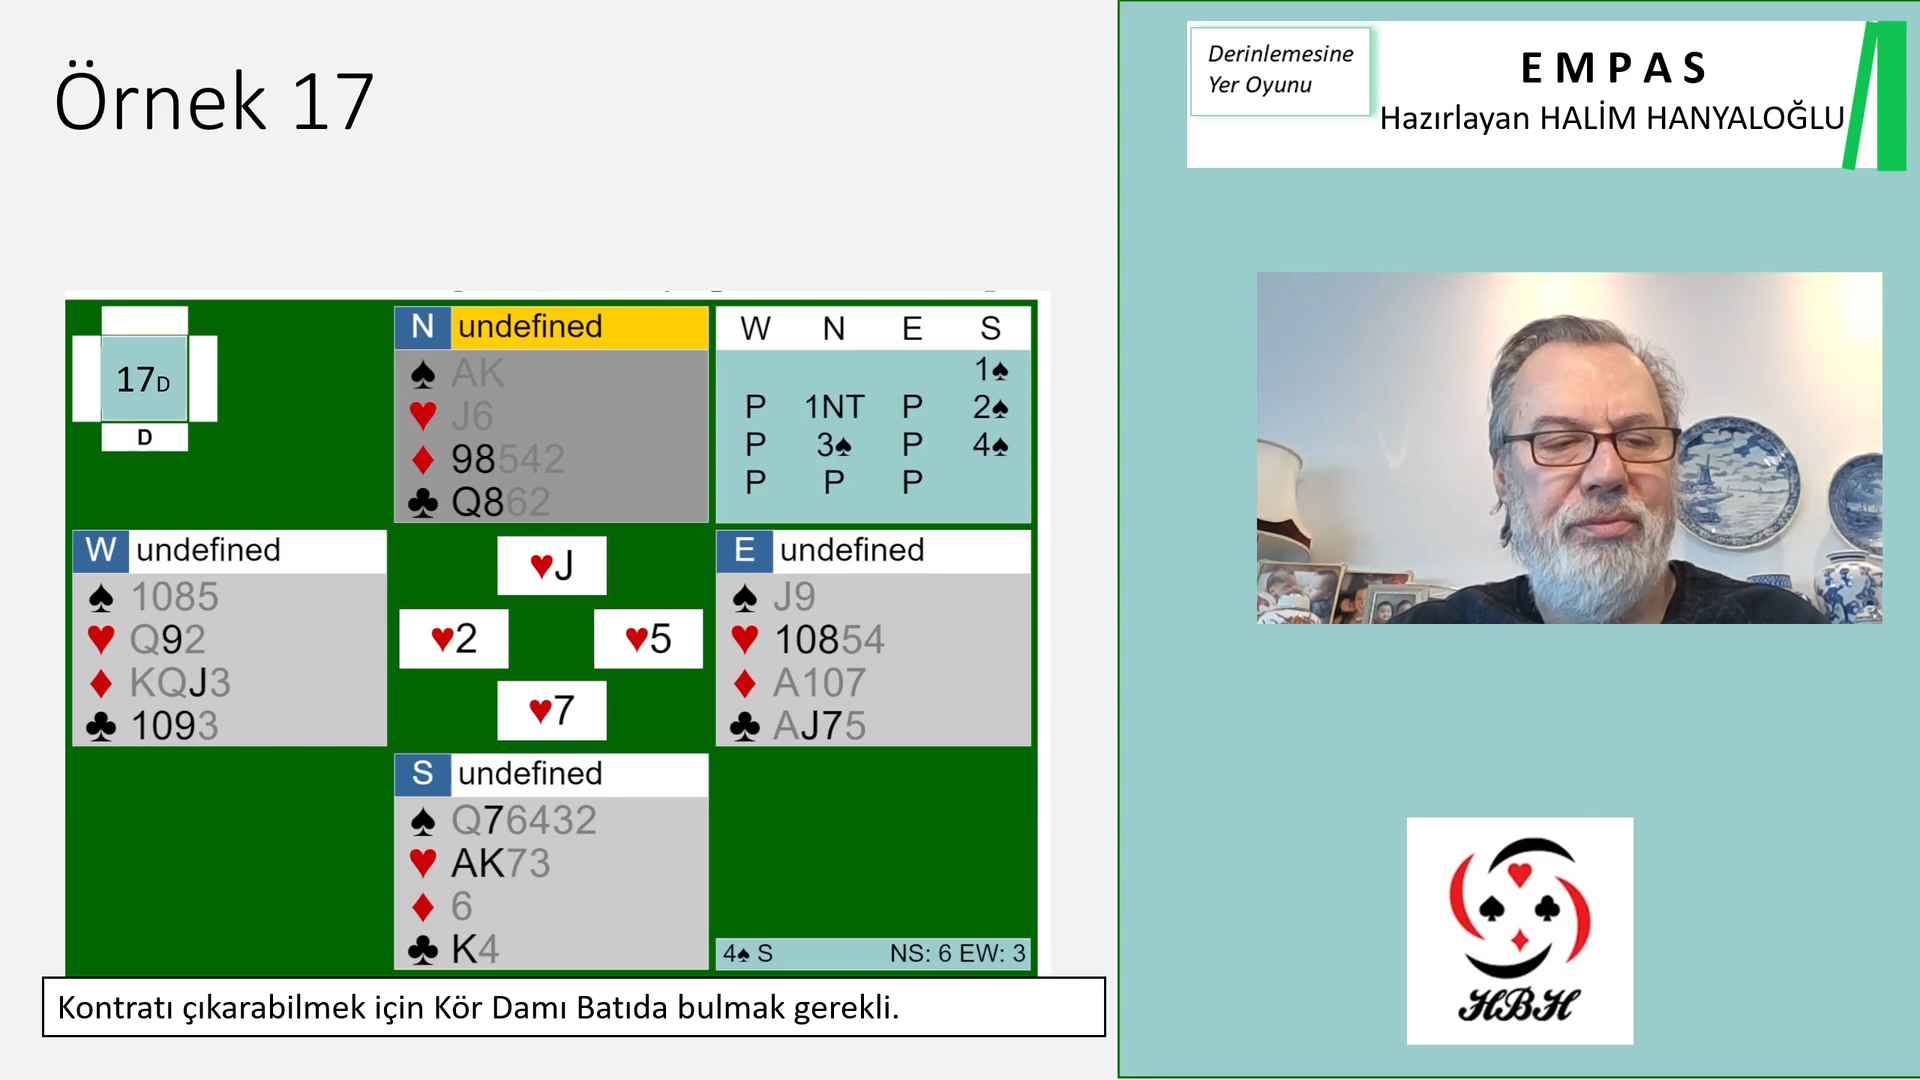 Örnek 17
Derinlemesine
Yer Oyunu
E M P A S
Hazırlayan HALİM HANYALOĞLU
17D
D
N undefined
♠ AK
♥ J6
♦ 98542
♣ Q862
W N E S
1♠
P 1NT P 2♠
P 3♠ P 4♠
P P P
W undefined
♠ 1085
♥ Q92
♦ KQJ3
♣ 1093
♥J
♥2 ♥5
♥7
E undefined
♠ J9
♥ 10854
♦ A107
♣ AJ75
S undefined
♠ Q76432
♥ AK73
♦ 6
♣ K4
4♠ S NS: 6 EW: 3
Kontratı çıkarabilmek için Kör Damı Batıda bulmak gerekli.
HBH